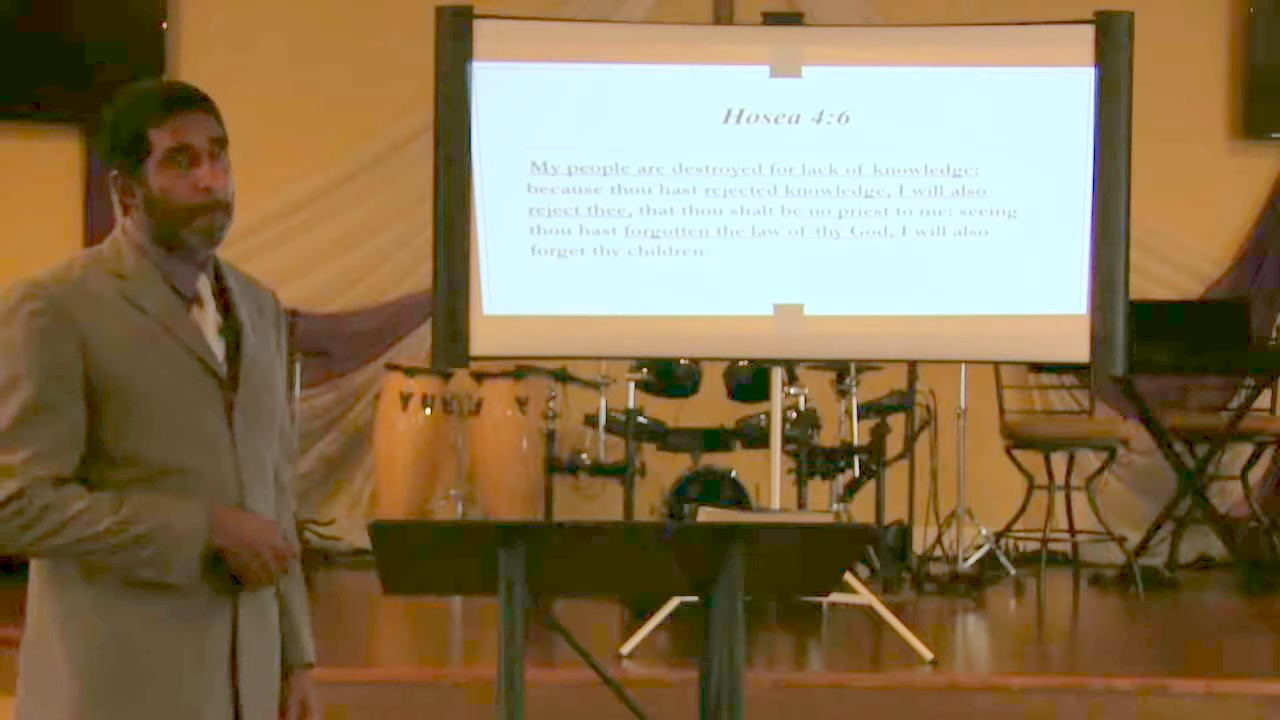 Hosea 4:6
My people are destroyed for lack of knowledge:
because thou hast rejected knowledge, I will also
reject thee, that thou shalt be no priest to me: seeing
thou hast forgotten the law of thy God, I will also
forget thy children.